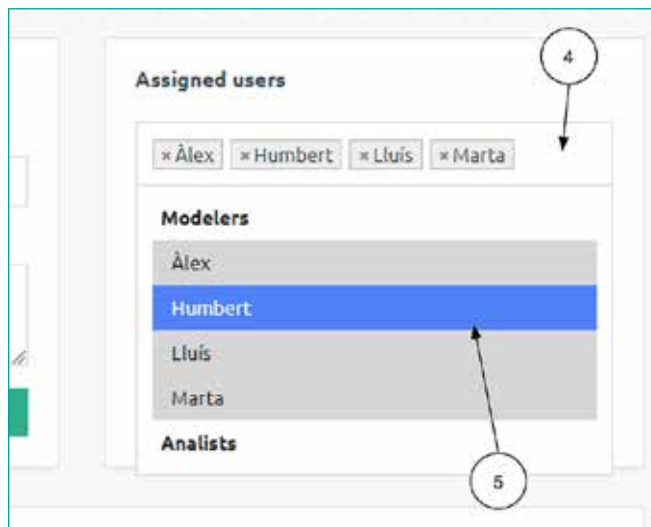 4
Assigned users
×Àlex ×Humbert ×Lluís ×Marta
Modelers
Àlex
Humbert
Lluís
Marta
Analists
5